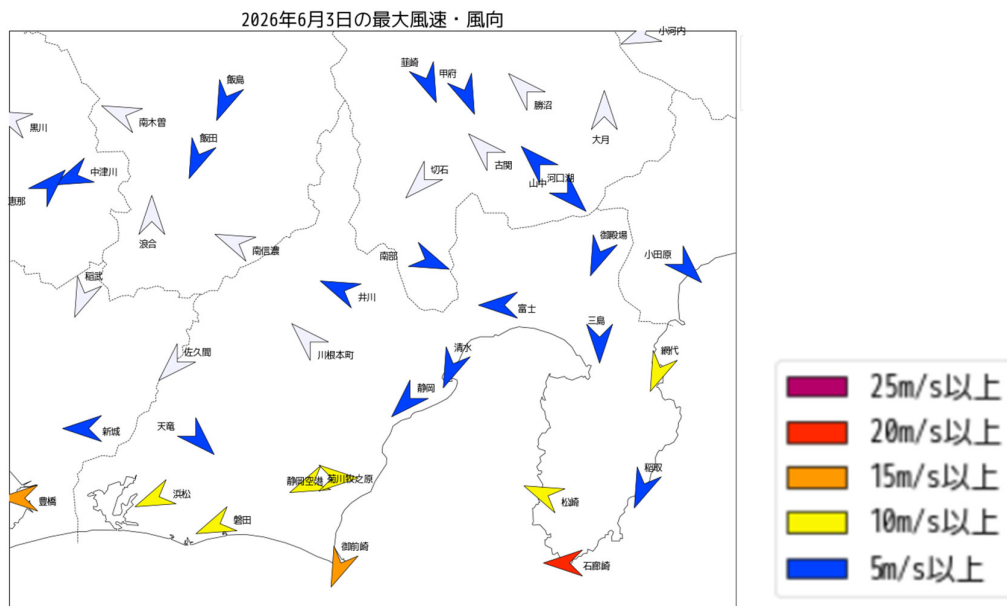 2026年6月3日の最大風速・風向
小河内
韮崎
甲府
飯島
勝沼
南木曽
黒川
大月
飯田
古関
切石
中津川
河口湖
山中
恵那
浪合
御殿場
南信濃
南部
小田原
稲武
井川
富士
三島
清水
網代
佐久間
川根本町
静岡
25m/s以上
20m/s以上
15m/s以上
10m/s以上
5m/s以上
新城
天竜
稲取
静岡空港
菊川牧之原
浜松
豊橋
松崎
磐田
御前崎
石廊崎